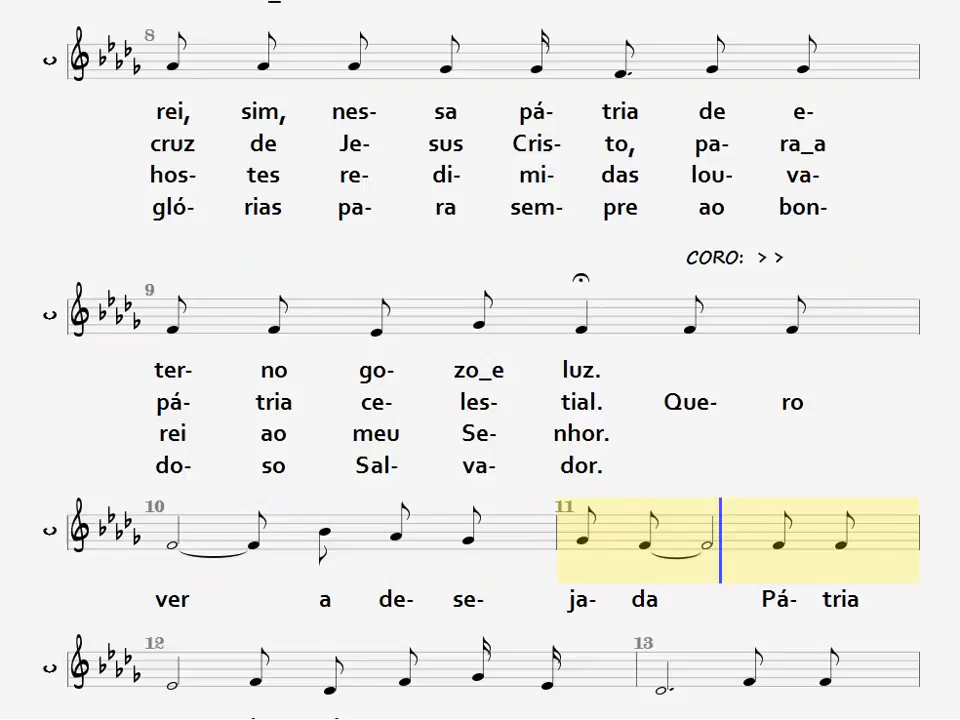 8
rei, sim, nes- sa pá- tria de e-
cruz de Je- sus Cris- to, pa- ra_a
hos- tes re- di- mi- das lou- va-
gló- rias pa- ra sem- pre ao bon-
CORO: > >
9
ter- no go- zo_e luz.
pá- tria ce- les- tial. Que- ro
rei ao meu Se- nhor.
do- so Sal- va- dor.
10 11
ver a de- se- ja- da Pá- tria
12 13